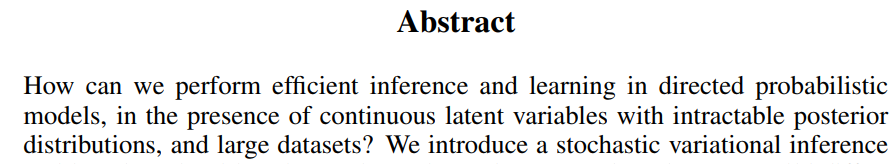 Abstract
How can we perform efficient inference and learning in directed probabilistic
models, in the presence of continuous latent variables with intractable posterior
distributions, and large datasets? We introduce a stochastic variational inference